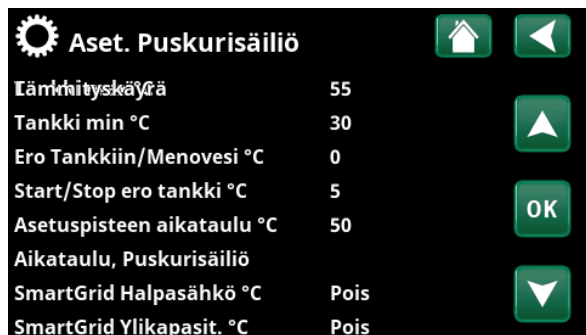 Aset. Puskurisäiliö
55
Tankki min °C 30
Ero Tankkiin/Menovesi °C 0
Start/Stop ero tankki °C 5
OK
Asetuspisteen aikataulu °C 50
Aikataulu, Puskurisäiliö
SmartGrid Halpasähkö °C Pois
SmartGrid Ylikapasit. °C Pois